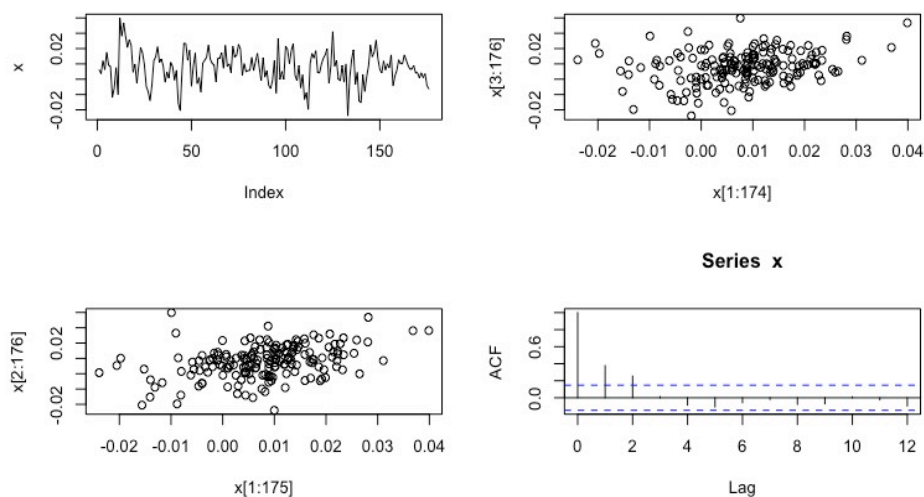 x
-0.02 0.02
0 50 100 150
Index
x[3:176]
-0.02 0.02
-0.02 -0.01 0.00 0.01 0.02 0.03 0.04
x[1:174]
x[2:176]
-0.02 0.02
-0.02 -0.01 0.00 0.01 0.02 0.03 0.04
x[1:175]
Series x
ACF
0.0 0.6
0 2 4 6 8 10 12
Lag